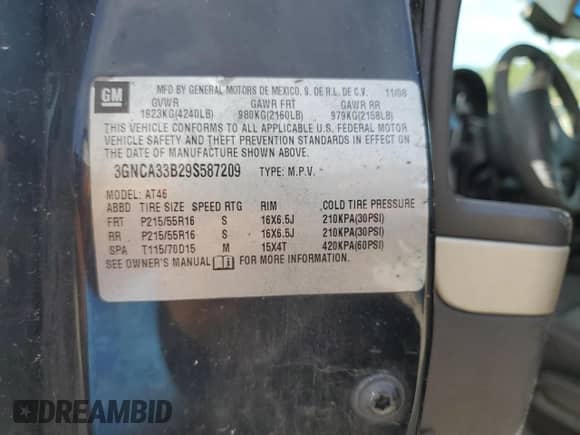 GM
MFD BY GENERAL MOTORS DE MEXICO, S. DE R.L. DE C.V. 11/08
GVWR GAWR FRT GAWR RR
1923KG(4240LB) 980KG(2160LB) 979KG(2158LB)
THIS VEHICLE CONFORMS TO ALL APPLICABLE U.S. FEDERAL MOTOR
VEHICLE SAFETY AND THEFT PREVENTION STANDARDS IN EFFECT ON
THE DATE OF MANUFACTURE SHOWN ABOVE.
3GNCA33B29S587209 TYPE: M.P.V.
MODEL: AT46
ABBD TIRE SIZE SPEED RTG RIM COLD TIRE PRESSURE
FRT P215/55R16 S 16X6.5J 210KPA(30PSI)
RR P215/55R16 S 16X6.5J 210KPA(30PSI)
SPA T115/70D15 M 15X4T 420KPA(60PSI)
SEE OWNER'S MANUAL FOR MORE INFORMATION.
DREAMBID